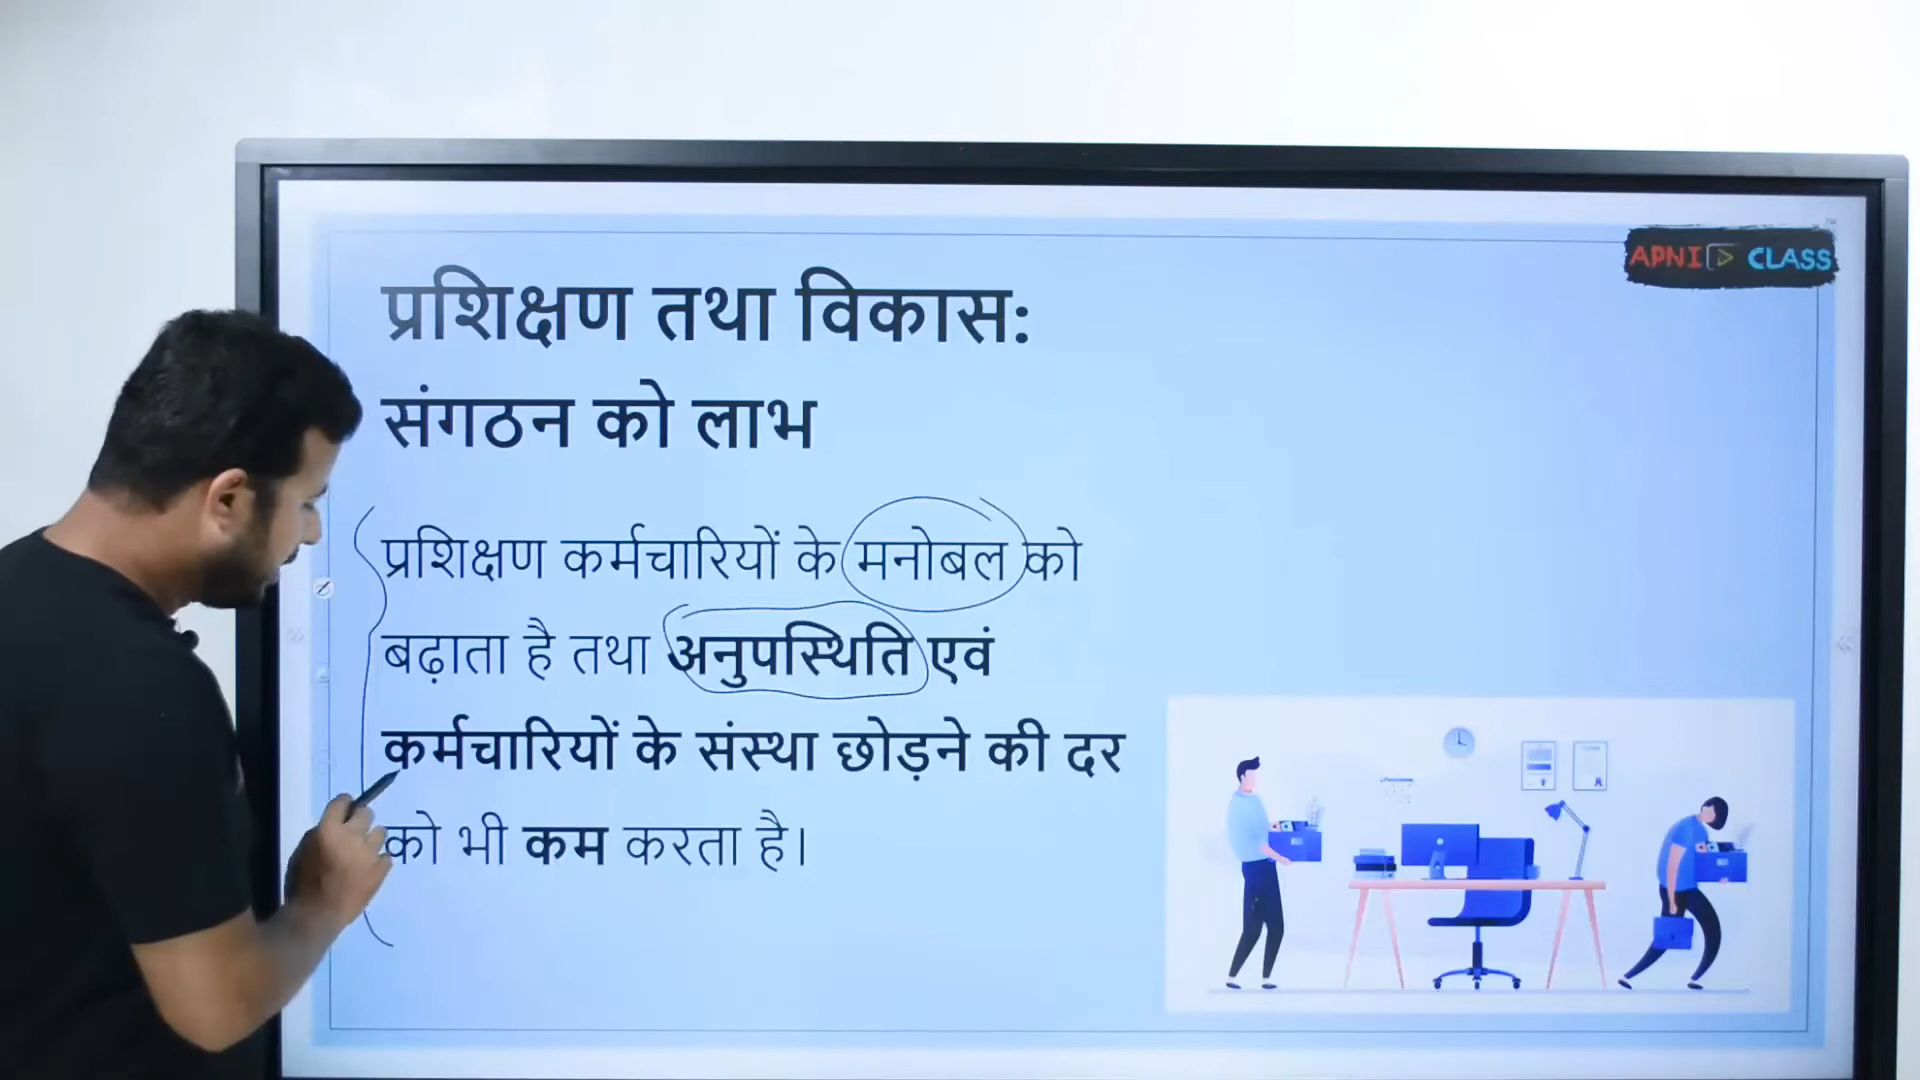 APNI CLASS
प्रशिक्षण तथा विकास:
संगठन को लाभ
प्रशिक्षण कर्मचारियों के मनोबल को
बढ़ाता है तथा अनुपस्थिति एवं
कर्मचारियों के संस्था छोड़ने की दर
को भी कम करता है।